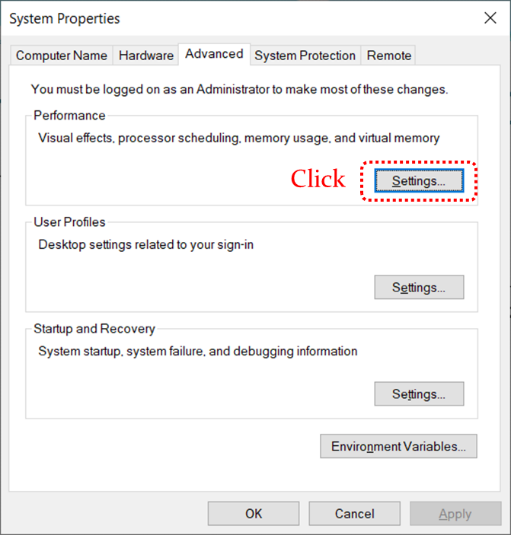 System Properties
Computer Name Hardware Advanced System Protection Remote
You must be logged on as an Administrator to make most of these changes.
Performance
Visual effects, processor scheduling, memory usage, and virtual memory
Click Settings...
User Profiles
Desktop settings related to your sign-in
Settings...
Startup and Recovery
System startup, system failure, and debugging information
Settings...
Environment Variables...
OK Cancel Apply